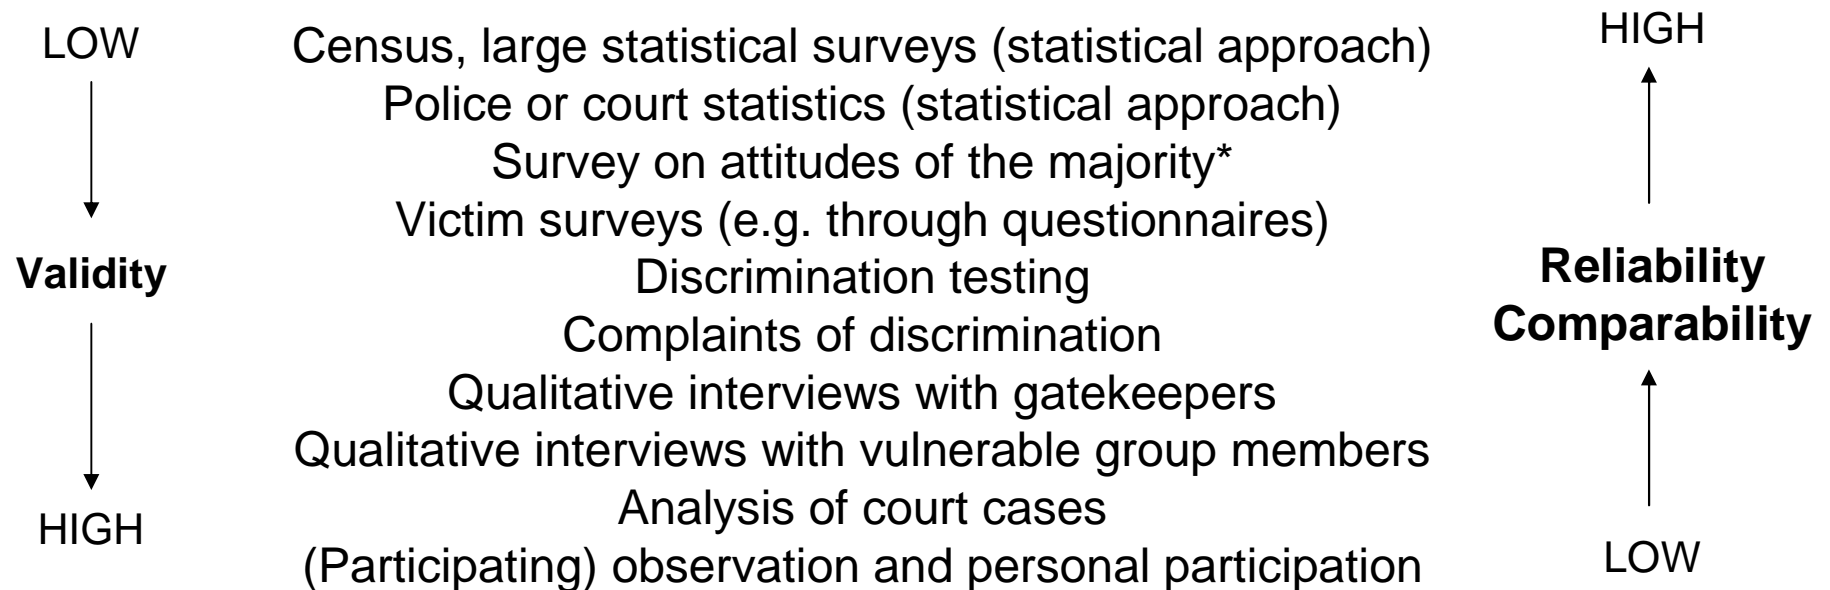 LOW
HIGH
Census, large statistical surveys (statistical approach)
Police or court statistics (statistical approach)
Survey on attitudes of the majority*
Victim surveys (e.g. through questionnaires)
Validity
Discrimination testing
Reliability
Comparability
Complaints of discrimination
Qualitative interviews with gatekeepers
Qualitative interviews with vulnerable group members
Analysis of court cases
HIGH
LOW
(Participating) observation and personal participation